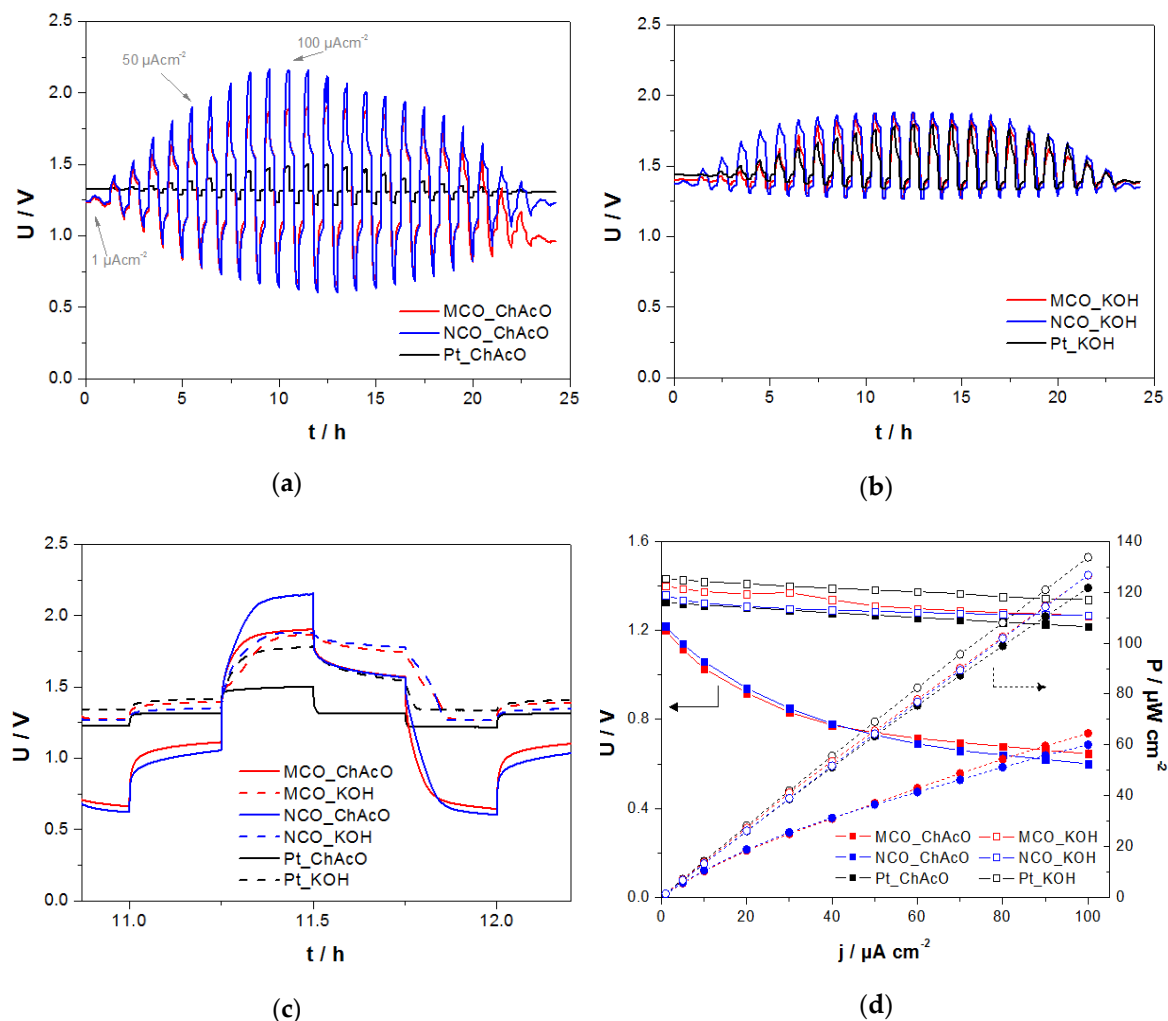 (a)
2.5
2.0
1.5
1.0
0.5
0.0
U / V
100 µAcm-2
50 µAcm-2
1 µAcm-2
MCO_ChAcO
NCO_ChAcO
Pt_ChAcO
0 5 10 15 20 25
t / h
(a)
2.5
2.0
1.5
1.0
0.5
0.0
U / V
MCO_KOH
NCO_KOH
Pt_KOH
0 5 10 15 20 25
t / h
(b)
2.5
2.0
1.5
1.0
0.5
0.0
U / V
MCO_ChAcO
MCO_KOH
NCO_ChAcO
NCO_KOH
Pt_ChAcO
Pt_KOH
11.0 11.5 12.0
t / h
(c)
1.6
1.2
0.8
0.4
0.0
U / V
140
120
100
80
60
40
20
0
P / µW cm-2
MCO_ChAcO MCO_KOH
NCO_ChAcO NCO_KOH
Pt_ChAcO Pt_KOH
0 20 40 60 80 100
j / µA cm-2
(d)